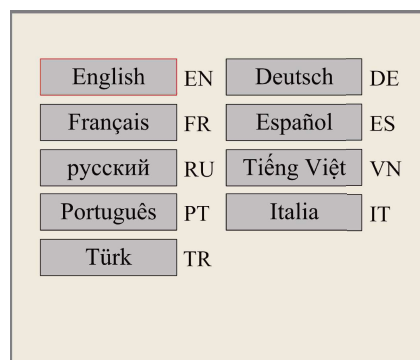 English EN Deutsch DE
Français FR Español ES
русский RU Tiếng Việt VN
Português PT Italia IT
Türk TR